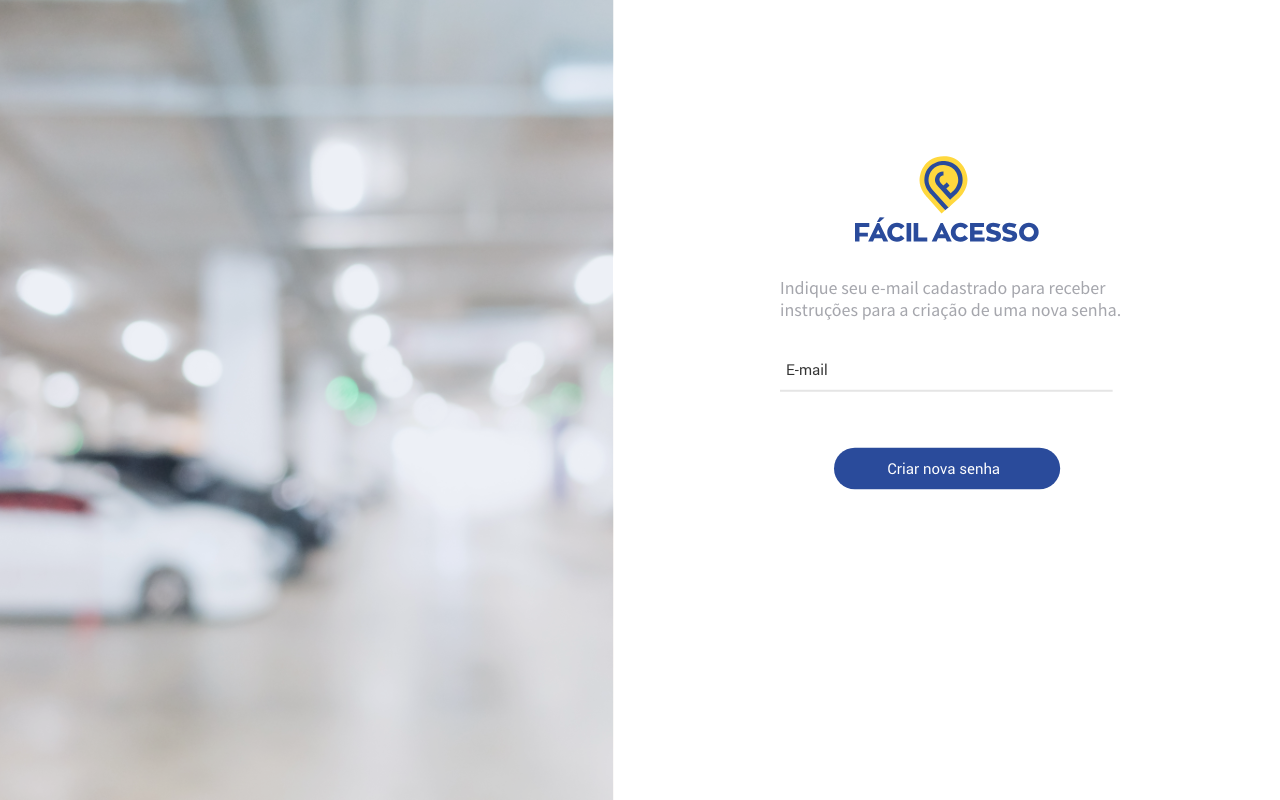 FÁCIL ACESSO
Indique seu e-mail cadastrado para receber
instruções para a criação de uma nova senha.
E-mail
Criar nova senha